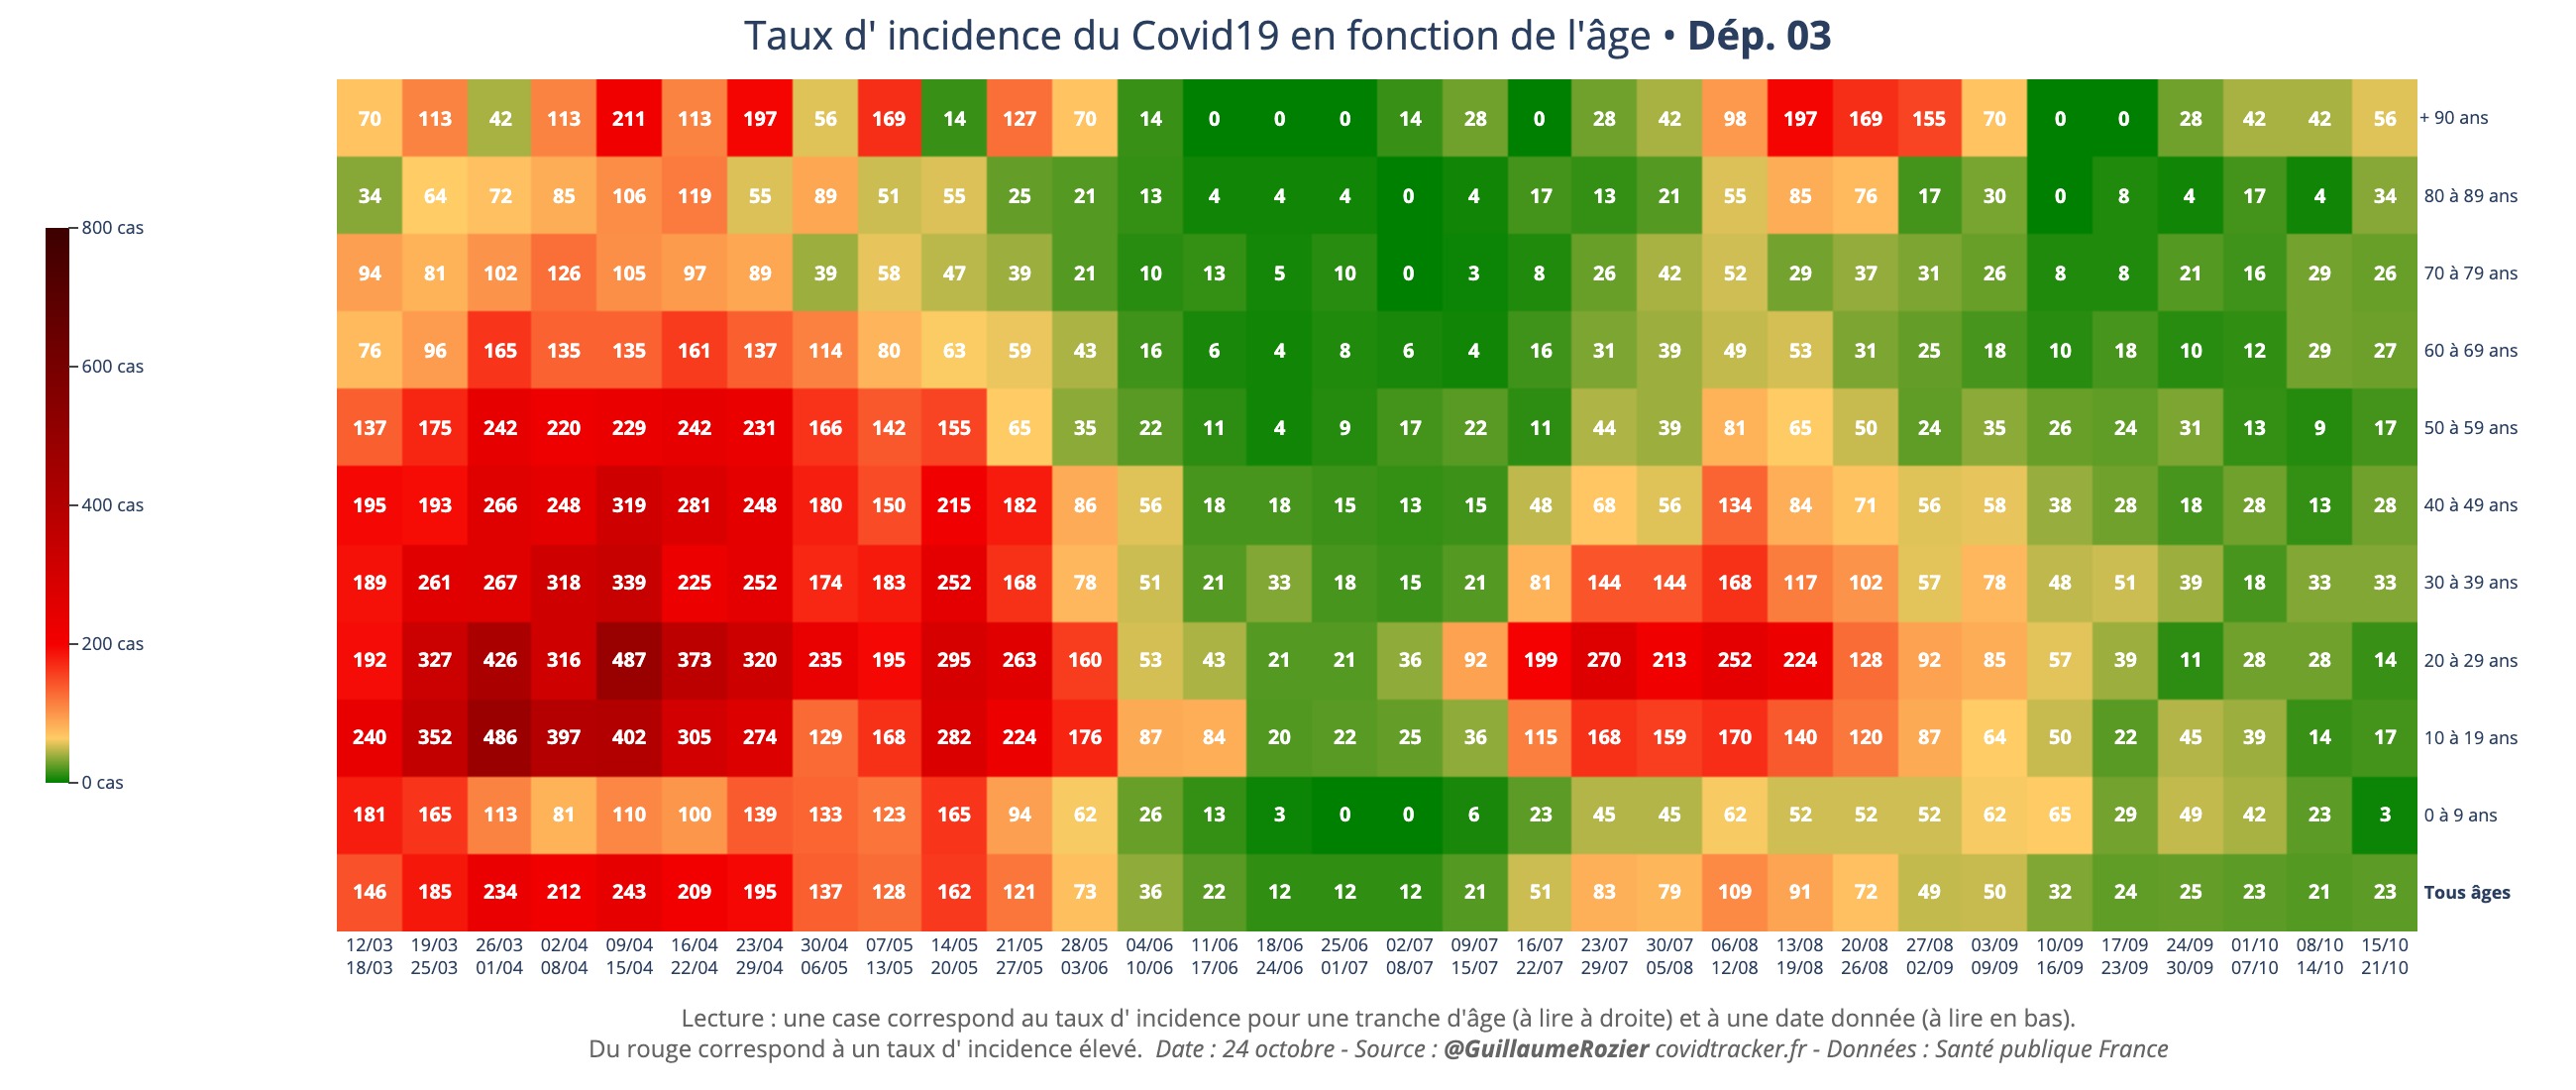 Taux d' incidence du Covid19 en fonction de l'âge • Dép. 03
70 113 42 113 211 113 197 56 169 14 127 70 14 0 0 0 14 28 0 28 42 98 197 169 155 70 0 0 28 42 42 56 + 90 ans
34 64 72 85 106 119 55 89 51 55 25 21 13 4 4 4 0 4 17 13 21 55 85 76 17 30 0 8 4 17 4 34 80 à 89 ans
800 cas
94 81 102 126 105 97 89 39 58 47 39 21 10 13 5 10 0 3 8 26 42 52 29 37 31 26 8 8 21 16 29 26 70 à 79 ans
76 96 165 135 135 161 137 114 80 63 59 43 16 6 4 8 6 4 16 31 39 49 53 31 25 18 10 18 10 12 29 27 60 à 69 ans
600 cas
137 175 242 220 229 242 231 166 142 155 65 35 22 11 4 9 17 22 11 44 39 81 65 50 24 35 26 24 31 13 9 17 50 à 59 ans
400 cas
195 193 266 248 319 281 248 180 150 215 182 86 56 18 18 15 13 15 48 68 56 134 84 71 56 58 38 28 18 28 13 28 40 à 49 ans
189 261 267 318 339 225 252 174 183 252 168 78 51 21 33 18 15 21 81 144 144 168 117 102 57 78 48 51 39 18 33 33 30 à 39 ans
200 cas
192 327 426 316 487 373 320 235 195 295 263 160 53 43 21 21 36 92 199 270 213 252 224 128 92 85 57 39 11 28 28 14 20 à 29 ans
240 352 486 397 402 305 274 129 168 282 224 176 87 84 20 22 25 36 115 168 159 170 140 120 87 64 50 22 45 39 14 17 10 à 19 ans
0 cas
181 165 113 81 110 100 139 133 123 165 94 62 26 13 3 0 0 6 23 45 45 62 52 52 52 62 65 29 49 42 23 3 0 à 9 ans
146 185 234 212 243 209 195 137 128 162 121 73 36 22 12 12 12 21 51 83 79 109 91 72 49 50 32 24 25 23 21 23 Tous âges
12/03 19/03 26/03 02/04 09/04 16/04 23/04 30/04 07/05 14/05 21/05 28/05 04/06 11/06 18/06 25/06 02/07 09/07 16/07 23/07 30/07 06/08 13/08 20/08 27/08 03/09 10/09 17/09 24/09 01/10 08/10 15/10
18/03 25/03 01/04 08/04 15/04 22/04 29/04 06/05 13/05 20/05 27/05 03/06 10/06 17/06 24/06 01/07 08/07 15/07 22/07 29/07 05/08 12/08 19/08 26/08 02/09 09/09 16/09 23/09 30/09 07/10 14/10 21/10
Lecture : une case correspond au taux d' incidence pour une tranche d'âge (à lire à droite) et à une date donnée (à lire en bas).
Du rouge correspond à un taux d' incidence élevé. Date : 24 octobre - Source : @GuillaumeRozier covidtracker.fr - Données : Santé publique France